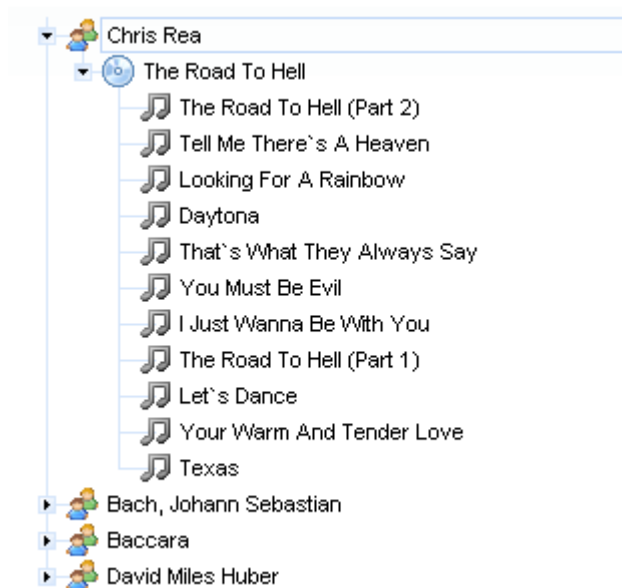 Chris Rea
The Road To Hell
The Road To Hell (Part 2)
Tell Me There`s A Heaven
Looking For A Rainbow
Daytona
That`s What They Always Say
You Must Be Evil
I Just Wanna Be With You
The Road To Hell (Part 1)
Let`s Dance
Your Warm And Tender Love
Texas
Bach, Johann Sebastian
Baccara
David Miles Huber